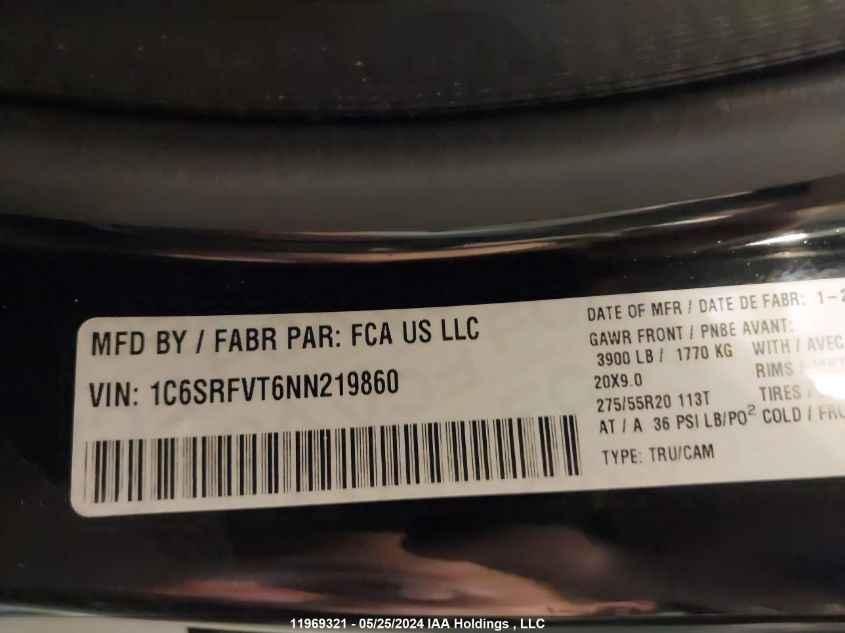 MFD BY / FABR PAR: FCA US LLC
VIN: 1C6SRFVT6NN219860
DATE OF MFR / DATE DE FABR: 1-2
GAWR FRONT / PNBE AVANT:
3900 LB / 1770 KG WITH / AVEC
20X9.0 RIMS /
275/55R20 113T TIRES /
AT / A 36 PSI LB/PO² COLD / FRO
TYPE: TRU/CAM
11969321 - 05/25/2024 IAA Holdings , LLC